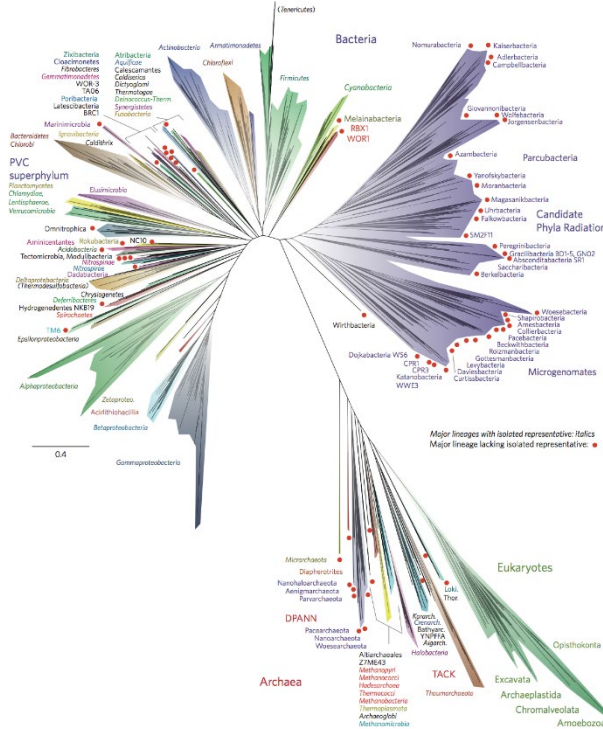 (Tenericutes)
Bacteria
Zixibacteria
Cloacimonetes
Fibrobacteres
Gemmatimonadetes
WOR-3
TA06
Poribacteria
Latescibacteria
BRC1
Atribacteria
Aquificae
Calescamantes
Caldiserica
Dictyoglomi
Thermotogae
Deinococcus-Therm.
Synergistetes
Fusobacteria
Actinobacteria
Armatimonadetes
Chloroflexi
Firmicutes
Cyanobacteria
Melainabacteria
RBX1
WOR1
Marinimicrobia
Bacteroidetes
Chlorobi
Ignavibacteria
Caldithrix
PVC
superphylum
Planctomycetes
Chlamydiae,
Lentisphaerae,
Verrucomicrobia
Elusimicrobia
Omnitrophica
Aminicentantes
Rokubacteria
NC10
Acidobacteria
Tectomicrobia, Modulibacteria
Nitrospinae
Nitrospirae
Dadabacteria
Deltaprotebacteria
(Thermodesulfobacteria)
Chrysiogenetes
Deferribacteres
Hydrogenedentes NKB19
Spirochaetes
TM6
Epsilonproteobacteria
Alphaproteobacteria
Zetaproteo.
Acidithiobacillia
Betaproteobacteria
Gammaproteobacteria
0.4
Nomurabacteria
Kaiserbacteria
Adlerbacteria
Campbellbacteria
Giovannonibacteria
Wolfebacteria
Jorgensenbacteria
Azambacteria
Parcubacteria
Yanofskybacteria
Moranbacteria
Magasanikbacteria
Uhrbacteria
Falkowbacteria
Candidate
Phyla Radiation
SM2F11
Peregrinibacteria
Gracilibacteria BD1-5, GN02
Absconditabacteria SR1
Saccharibacteria
Berkelbacteria
Woesebacteria
Shapirobacteria
Amesbacteria
Collierbacteria
Pacebacteria
Beckwithbacteria
Roizmanbacteria
Gottesmanbacteria
Levybacteria
Daviesbacteria
Curtissbacteria
Microgenomates
Wirthbacteria
Dojkabacteria WS6
CPR1
CPR3
Katanobacteria
WWE3
Major lineages with isolated representative: italics
Major lineage lacking isolated representative:
Micrarchaeota
Diapherotrites
Nanohaloarchaeota
Aenigmarchaeota
Parvarchaeota
DPANN
Pacearchaeota
Nanoarchaeota
Woesearchaeota
Archaea
Altiarchaeales
Z7ME43
Methanopyri
Methanococci
Hadesarchaea
Thermococci
Methanobacteria
Thermoplasmata
Archaeoglobi
Methanomicrobia
Halobacteria
Korarch.
Crenarch.
Bathyarc.
YNPFFA
Aigarch.
TACK
Thaumarchaeota
Loki.
Thor.
Eukaryotes
Opisthokonta
Excavata
Archaeplastida
Chromalveolata
Amoebozoa